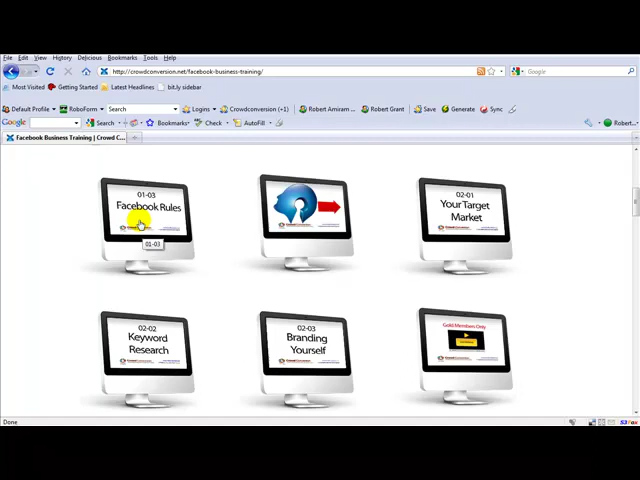 File Edit View History Delicious Bookmarks Tools Help
http://crowdconversion.net/facebook-business-training/
Google
Most Visited Getting Started Latest Headlines bit.ly sidebar
Default Profile RoboForm Search Logins Crowdconversion (+1) Robert Amiram ... Robert Grant Save Generate Sync
Google Search Bookmarks Check AutoFill Robert...
Facebook Business Training | Crowd C...
01-03
Facebook Rules
01-03
02-01
Your Target
Market
02-02
Keyword
Research
02-03
Branding
Yourself
Gold Members Only
Done